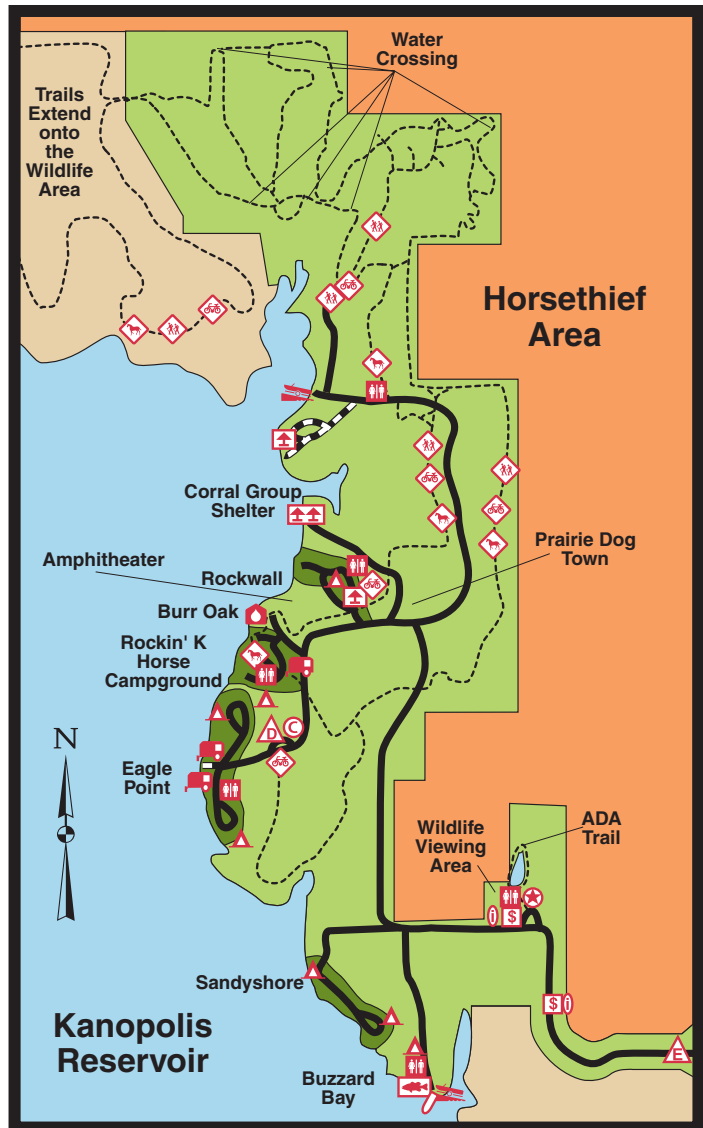 Water
Crossing
Trails
Extend
onto
the
Wildlife
Area
Horsethief
Area
Corral Group
Shelter
Prairie Dog
Town
Amphitheater
Rockwall
Burr Oak
Rockin' K
Horse
Campground
D
C
N
Eagle
Point
ADA
Trail
Wildlife
Viewing
Area
i
$
Sandyshore
$
i
Kanopolis
Reservoir
E
Buzzard
Bay